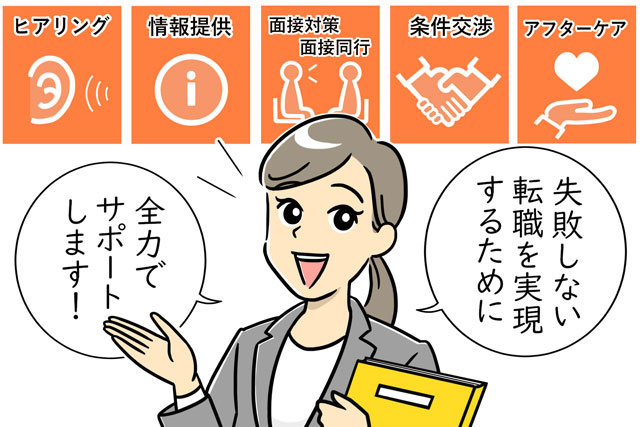 ヒアリング
情報提供
面接対策
面接同行
条件交渉
アフターケア
失敗しない
転職を実現
するために
全力で
サポート
します！